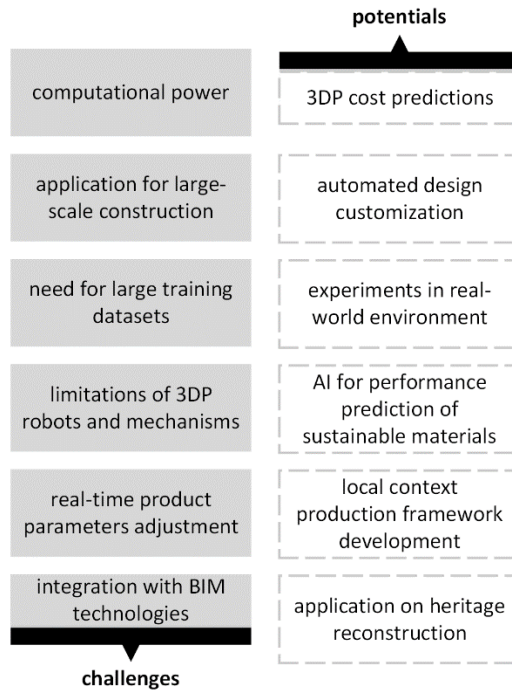 potentials
computational power
3DP cost predictions
application for large-
scale construction
automated design
customization
need for large training
datasets
experiments in real-
world environment
limitations of 3DP
robots and mechanisms
AI for performance
prediction of
sustainable materials
real-time product
parameters adjustment
local context
production framework
development
integration with BIM
technologies
application on heritage
reconstruction
challenges